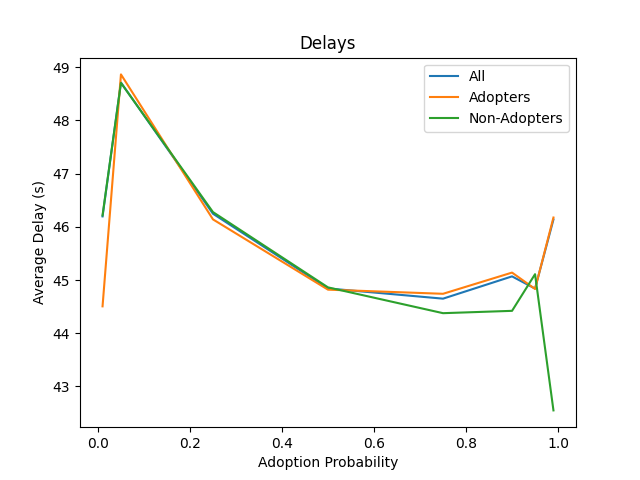 Delays
All
Adopters
Non-Adopters
49
48
47
46
45
44
43
Average Delay (s)
0.0 0.2 0.4 0.6 0.8 1.0
Adoption Probability